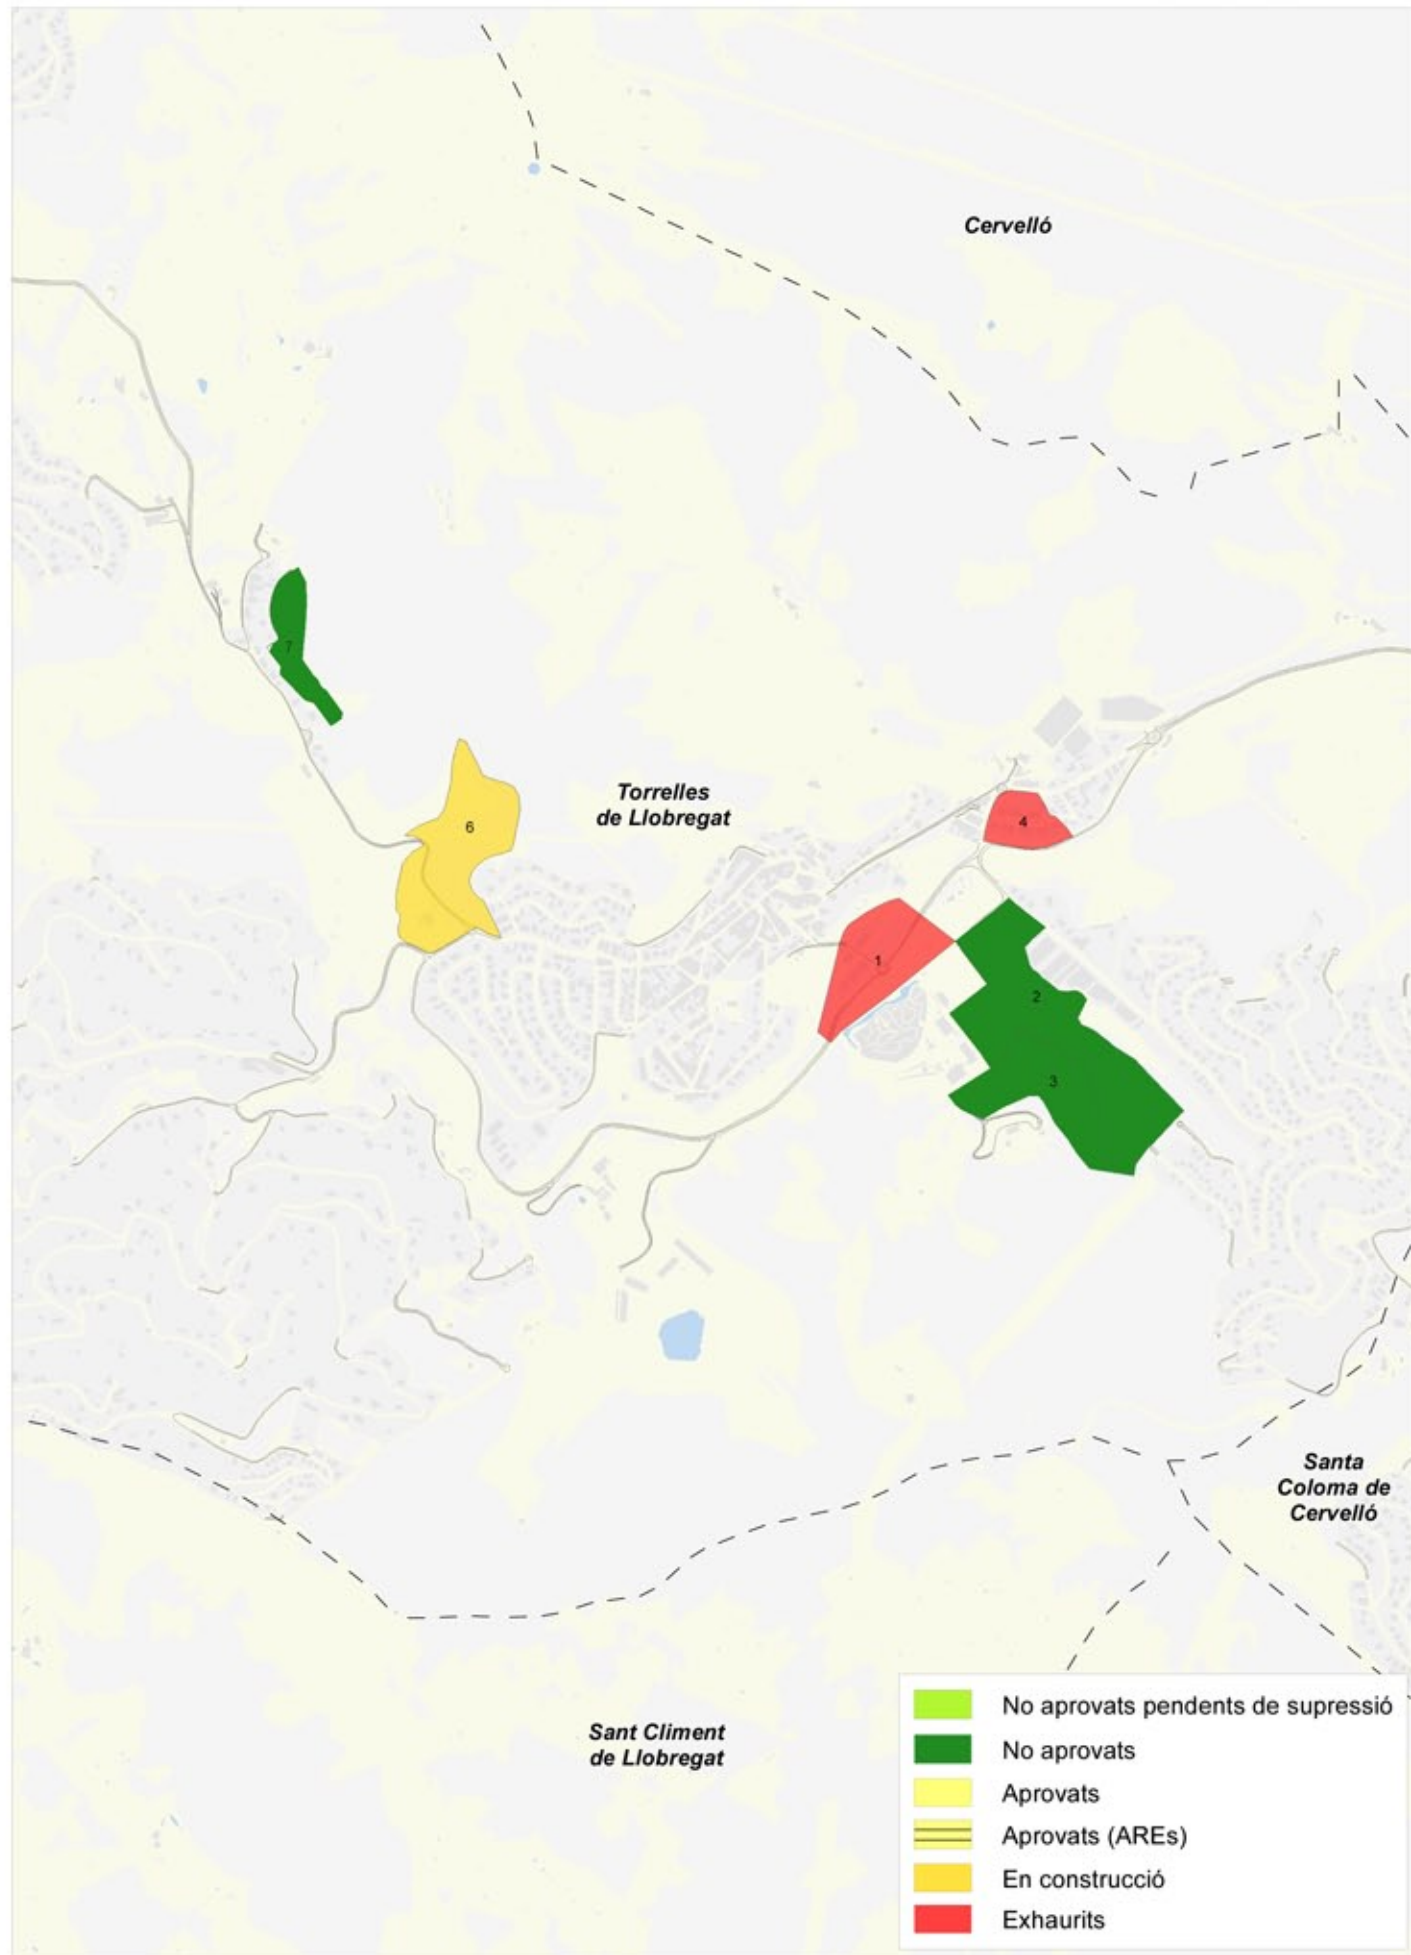 Cervelló
7
Torrelles
de Llobregat
6
4
1
2
3
Santa
Coloma de
Cervelló
Sant Climent
de Llobregat
No aprovats pendents de supressió
No aprovats
Aprovats
Aprovats (AREs)
En construcció
Exhaurits